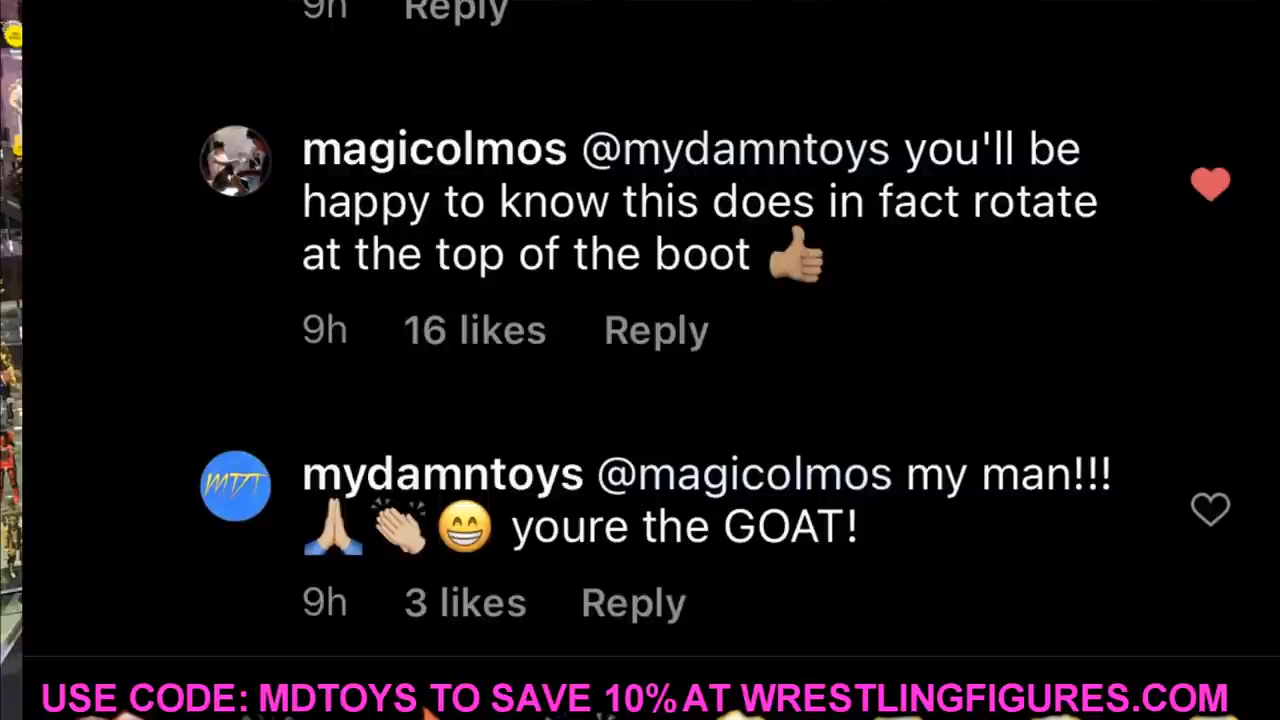 9h Reply
magicolmos @mydamntoys you'll be
happy to know this does in fact rotate
at the top of the boot 👍🏼
9h 16 likes Reply
MDT
mydamntoys @magicolmos my man!!!
🙏🏼👏🏼😁 youre the GOAT!
9h 3 likes Reply
USE CODE: MDTOYS TO SAVE 10% AT WRESTLINGFIGURES.COM